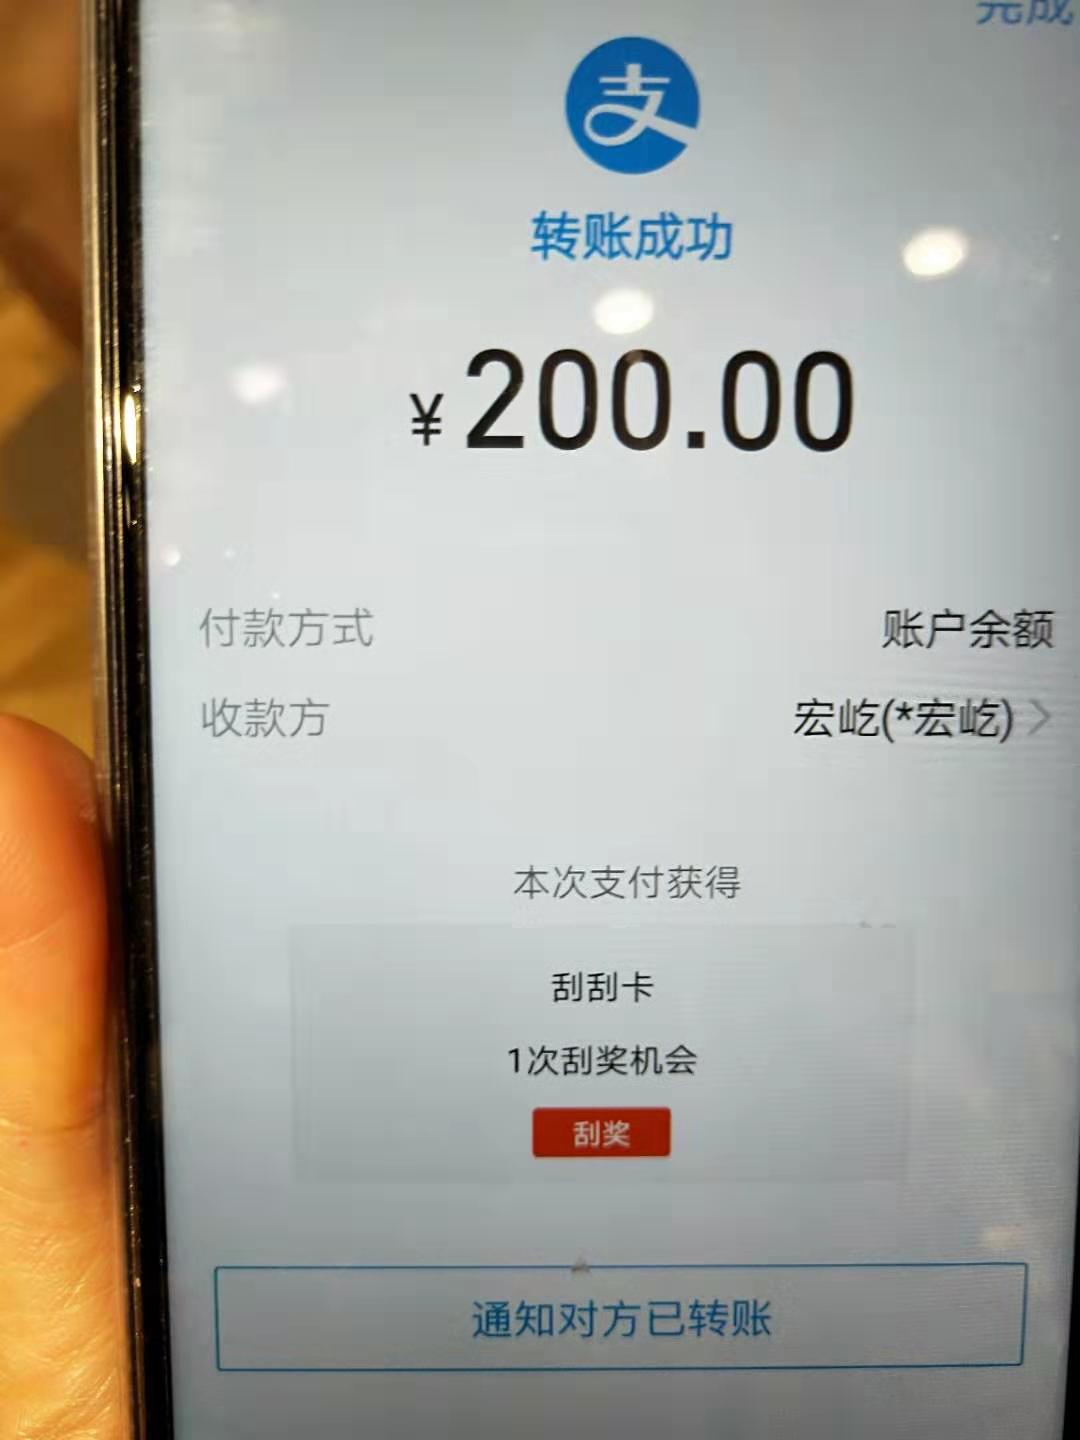 完成
支
转账成功
¥200.00
付款方式 账户余额
收款方 宏屹(*宏屹)
本次支付获得
刮刮卡
1次刮奖机会
刮奖
通知对方已转账